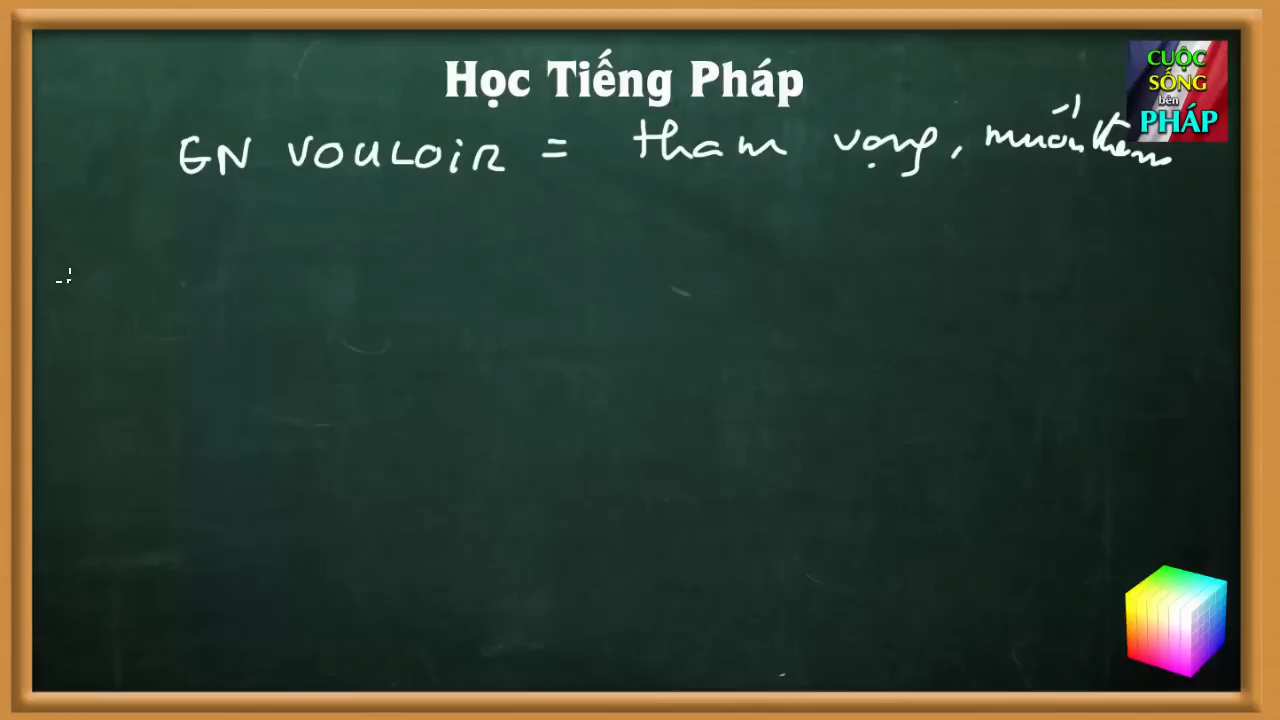 Học Tiếng Pháp
CUỘC
SỐNG
bên
PHÁP
EN VOULOIR = tham vọng, muốn thêm